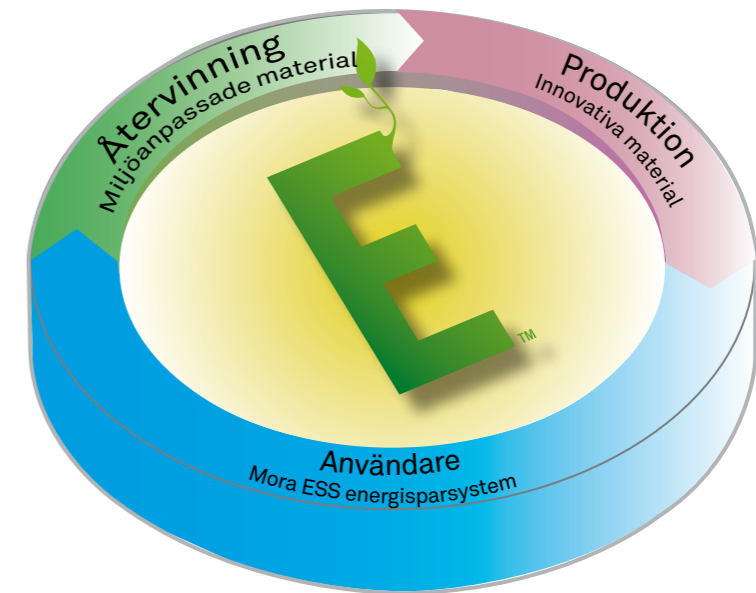 Återvinning
Miljöanpassade material
Produktion
Innovativa material
E
TM
Användare
Mora ESS energisparsystem